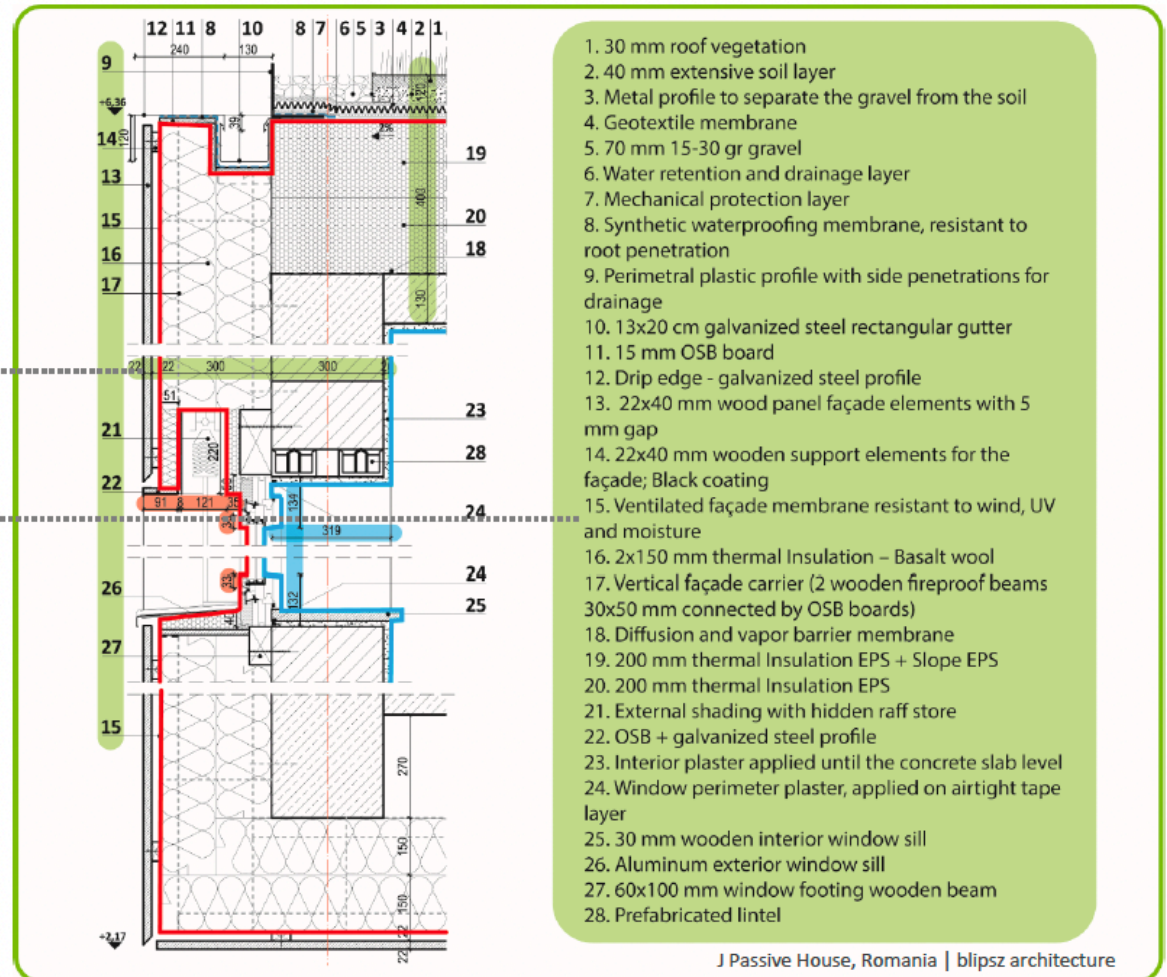 12 11 8 10 8 7 6 5 3 4 2 1
240 130
9
120
+6,36
39
2%
120
14
19
13
400
15
20
16
18
17
130
22 22 300 300 2
51
23
21
220
28
22
91 8 121 35
134
24
319
33
26
132
24
25
40
27
15
270
150
150
+2,17
22 22
1. 30 mm roof vegetation
2. 40 mm extensive soil layer
3. Metal profile to separate the gravel from the soil
4. Geotextile membrane
5. 70 mm 15-30 gr gravel
6. Water retention and drainage layer
7. Mechanical protection layer
8. Synthetic waterproofing membrane, resistant to
root penetration
9. Perimetral plastic profile with side penetrations for
drainage
10. 13x20 cm galvanized steel rectangular gutter
11. 15 mm OSB board
12. Drip edge - galvanized steel profile
13. 22x40 mm wood panel façade elements with 5
mm gap
14. 22x40 mm wooden support elements for the
façade; Black coating
15. Ventilated façade membrane resistant to wind, UV
and moisture
16. 2x150 mm thermal Insulation – Basalt wool
17. Vertical façade carrier (2 wooden fireproof beams
30x50 mm connected by OSB boards)
18. Diffusion and vapor barrier membrane
19. 200 mm thermal Insulation EPS + Slope EPS
20. 200 mm thermal Insulation EPS
21. External shading with hidden raff store
22. OSB + galvanized steel profile
23. Interior plaster applied until the concrete slab level
24. Window perimeter plaster, applied on airtight tape
layer
25. 30 mm wooden interior window sill
26. Aluminum exterior window sill
27. 60x100 mm window footing wooden beam
28. Prefabricated lintel
J Passive House, Romania | blipsz architecture